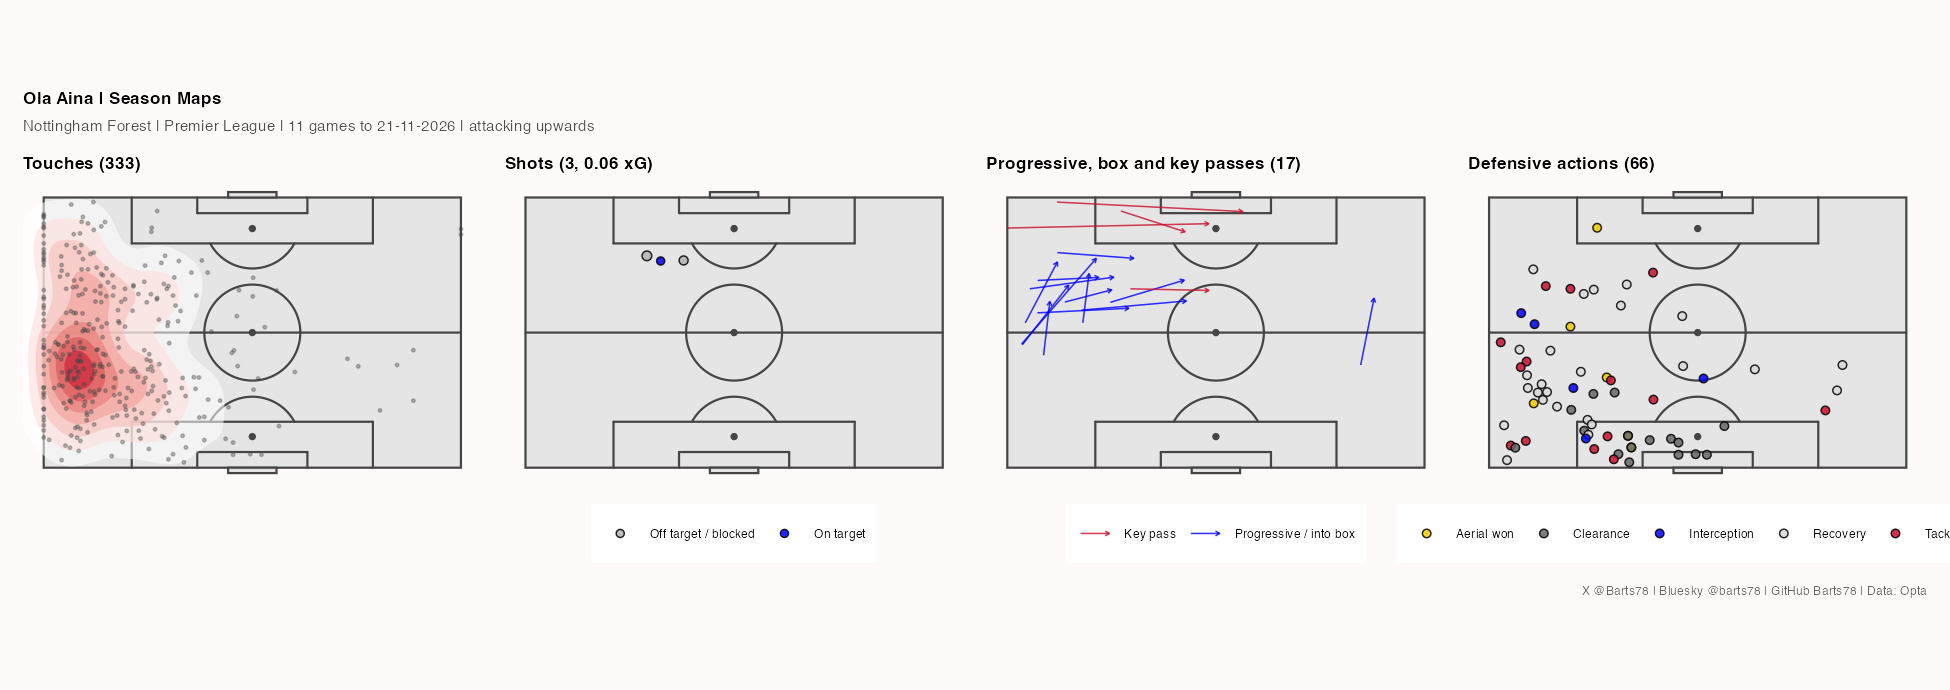 Ola Aina | Season Maps
Nottingham Forest | Premier League | 11 games to 21-11-2026 | attacking upwards
Touches (333)
Shots (3, 0.06 xG)
Progressive, box and key passes (17)
Defensive actions (66)
Off target / blocked
On target
Key pass
Progressive / into box
Aerial won
Clearance
Interception
Recovery
Tack
X @Barts78 | Bluesky @barts78 | GitHub Barts78 | Data: Opta